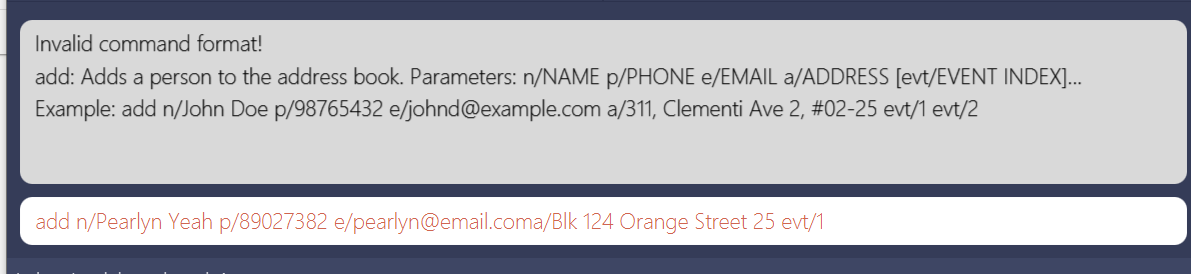 Invalid command format!
add: Adds a person to the address book. Parameters: n/NAME p/PHONE e/EMAIL a/ADDRESS [evt/EVENT INDEX]...
Example: add n/John Doe p/98765432 e/johnd@example.com a/311, Clementi Ave 2, #02-25 evt/1 evt/2
add n/Pearlyn Yeah p/89027382 e/pearlyn@email.coma/Blk 124 Orange Street 25 evt/1